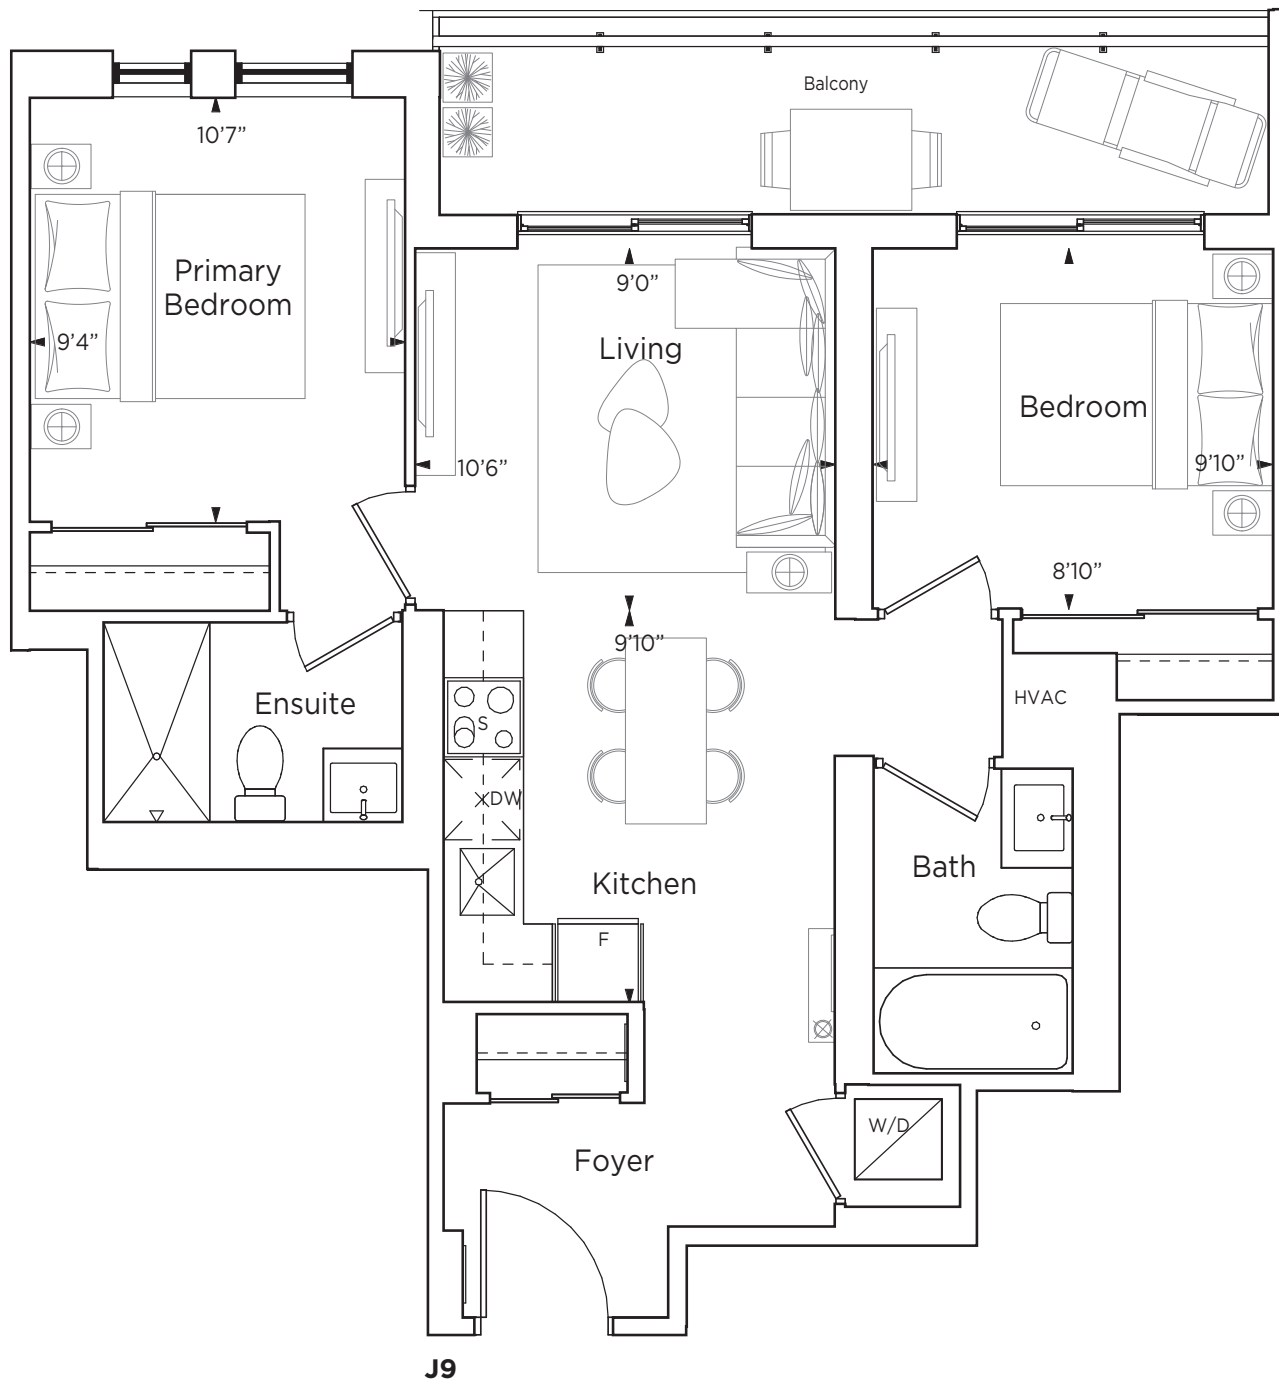 Balcony
10’7”
Primary
Bedroom
9’4”
9’0”
Living
10’6”
Bedroom
9’10”
8’10”
9’10”
HVAC
Ensuite
S
DW
Kitchen
Bath
F
W/D
Foyer
J9